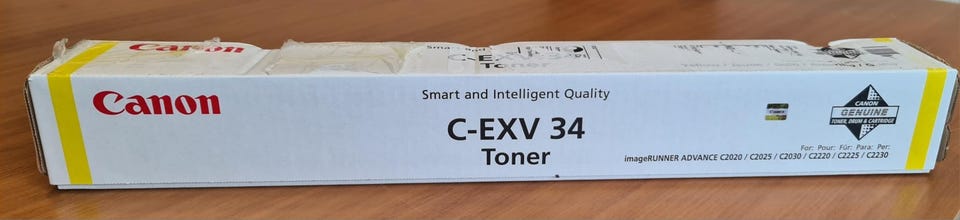 Canon
C-EXV 34
Toner
Canon
Smart and Intelligent Quality
C-EXV 34
Toner
CANON
GENUINE
TONER, DRUM & CARTRIDGE
For: Pour: Für: Para: Per:
imageRUNNER ADVANCE C2020 / C2025 / C2030 / C2220 / C2225 / C2230